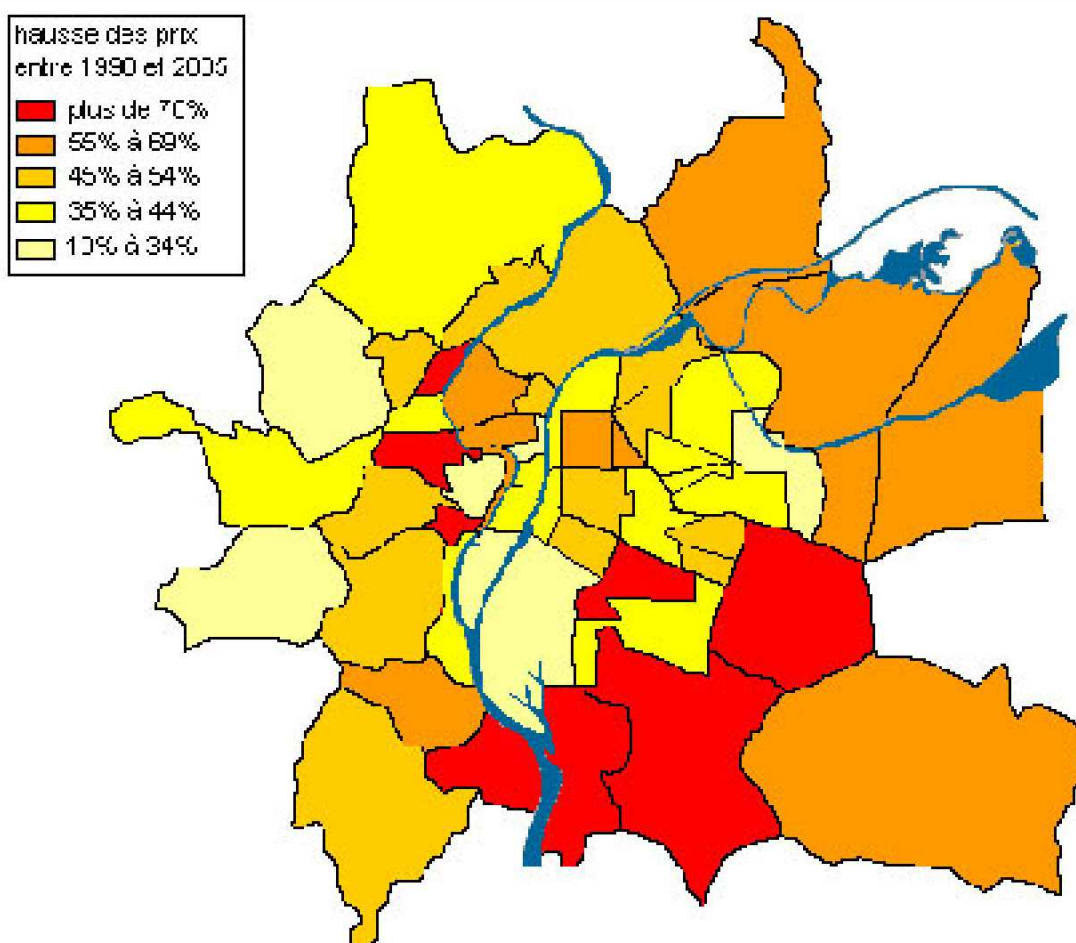 hausse des prix
entre 1990 et 2005
plus de 70%
55% à 69%
45% à 54%
35% à 44%
10% à 34%